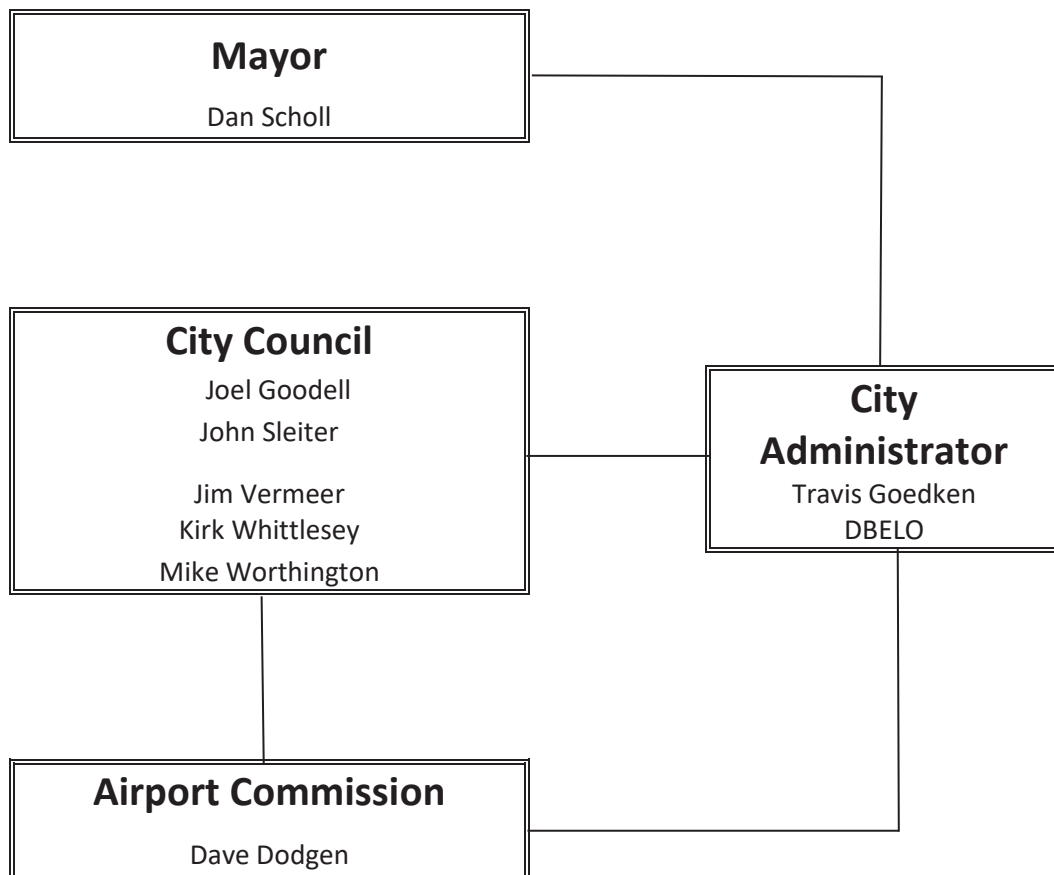 Mayor
Dan Scholl
City Council
Joel Goodell
John Sleiter
Jim Vermeer
Kirk Whittlesey
Mike Worthington
City
Administrator
Travis Goedken
DBELO
Airport Commission
Dave Dodgen